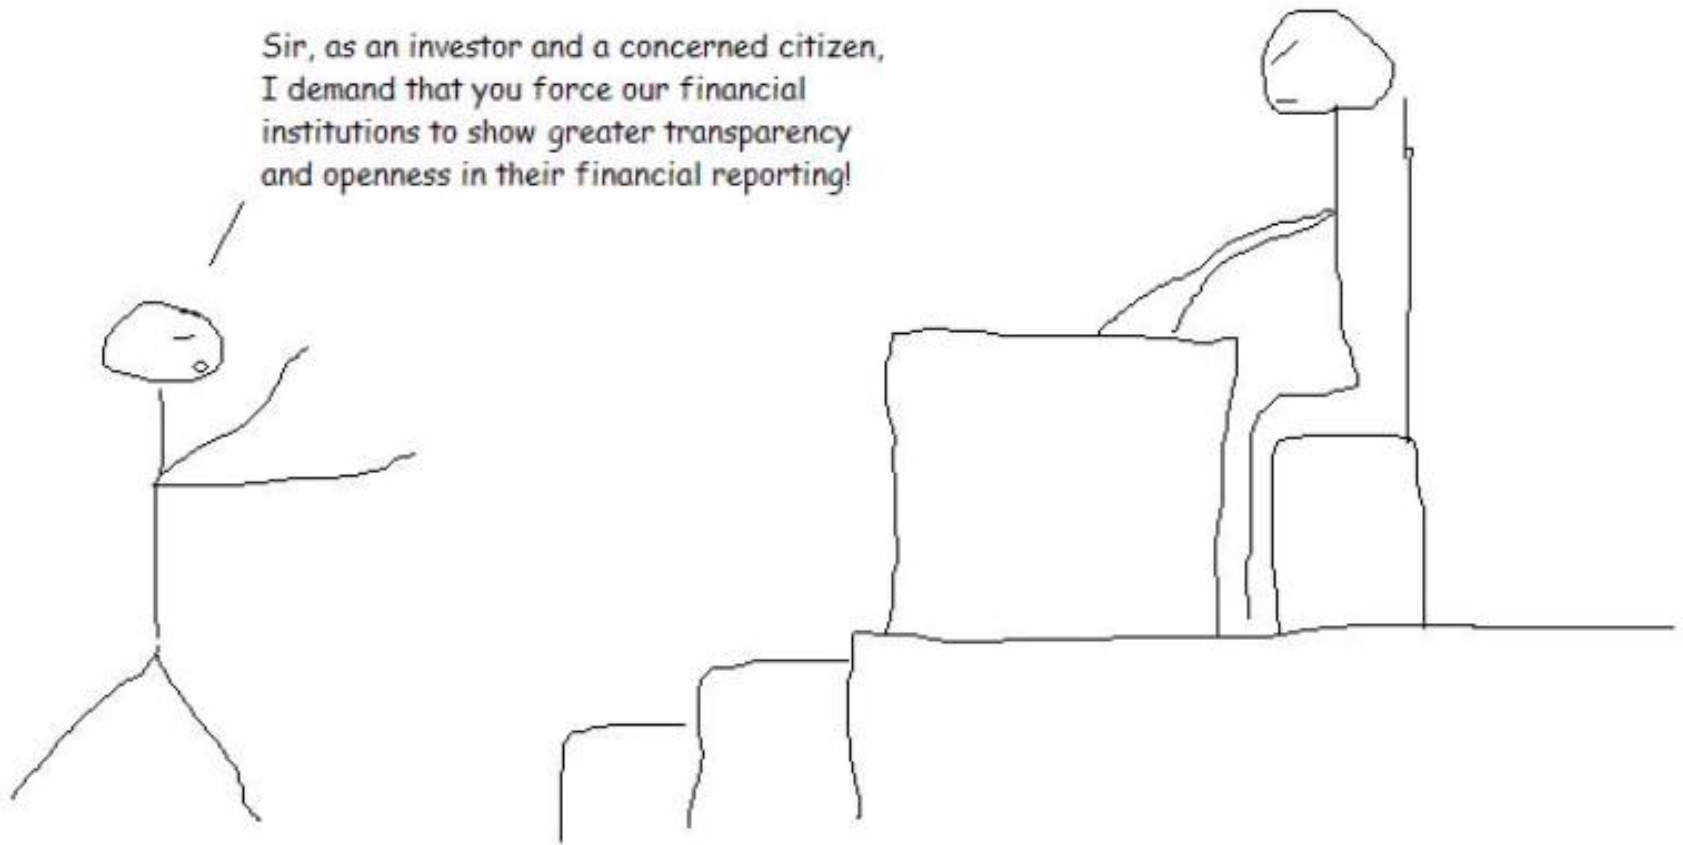 Sir, as an investor and a concerned citizen,
I demand that you force our financial
institutions to show greater transparency
and openness in their financial reporting!